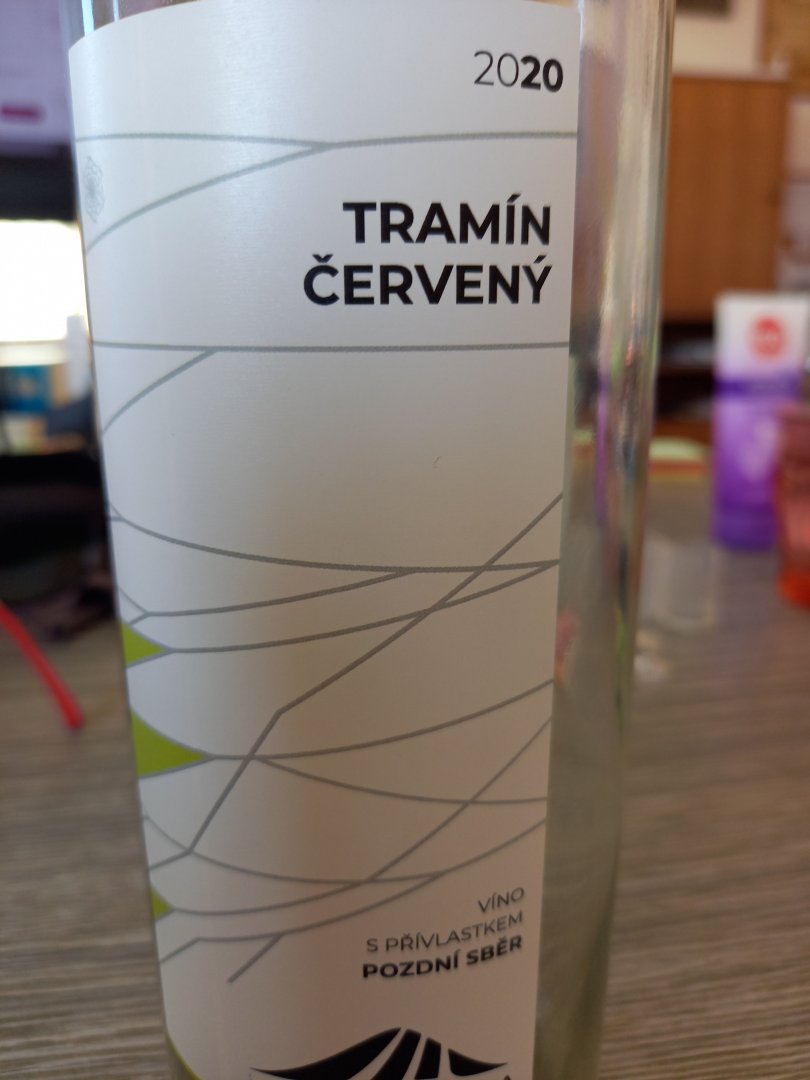 2020
TRAMÍN
ČERVENÝ
VÍNO
S PŘÍVLASTKEM
POZDNÍ SBĚR